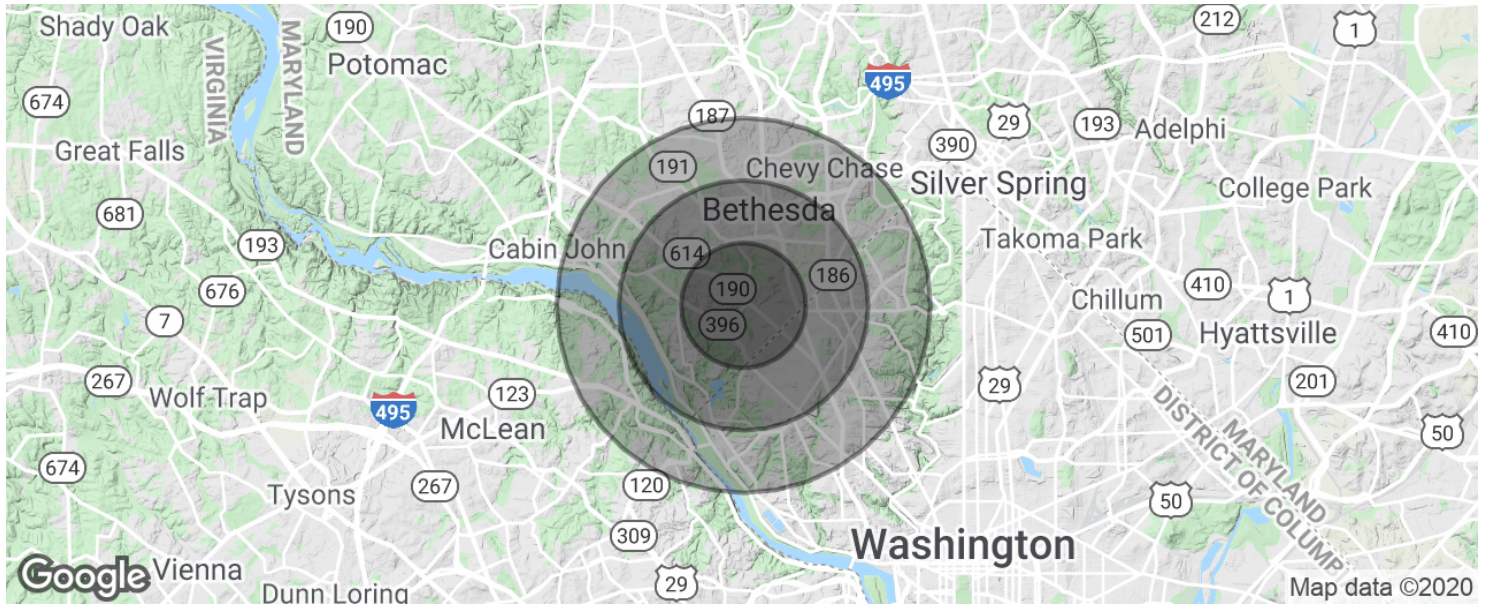 Shady Oak
190
Potomac
212
1
674
VIRGINIA
MARYLAND
495
187
29
193
Adelphi
390
Great Falls
191
Chevy Chase
Silver Spring
College Park
681
Bethesda
193
Cabin John
614
Takoma Park
676
190
186
Chillum
410
1
7
396
501
Hyattsville
410
267
Wolf Trap
495
123
29
201
McLean
MARYLAND
DISTRICT OF COLUMB
50
674
Tysons
267
120
50
309
Washington
Google
Vienna
29
Dunn Loring
Map data ©2020